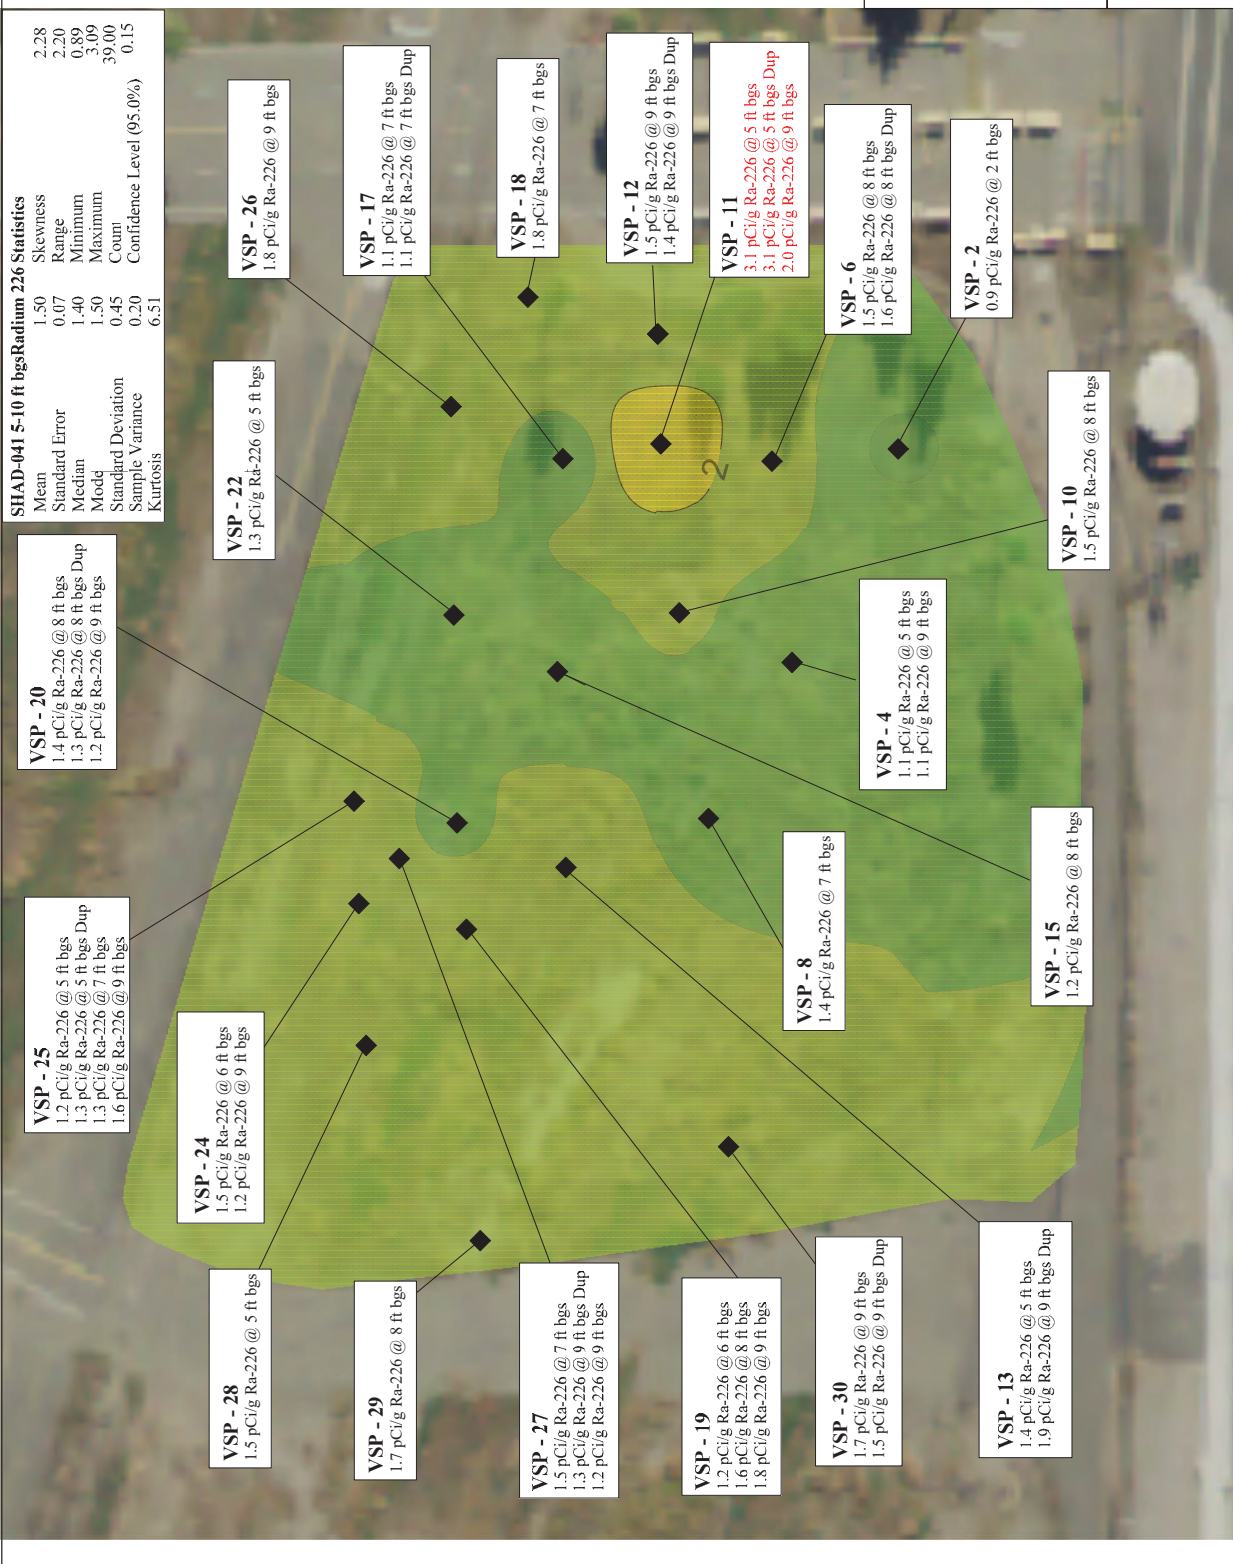 SHAD-041 5-10 ft bgsRadium 226 Statistics
Mean 1.50 Skewness 2.28
Standard Error 0.07 Range 2.20
Median 1.40 Minimum 0.89
Mode 1.50 Maximum 3.09
Standard Deviation 0.45 Count 39.00
Sample Variance 0.20 Confidence Level (95.0%) 0.15
Kurtosis 6.51
VSP - 20
1.4 pCi/g Ra-226 @ 8 ft bgs
1.3 pCi/g Ra-226 @ 8 ft bgs Dup
1.2 pCi/g Ra-226 @ 9 ft bgs
VSP - 25
1.2 pCi/g Ra-226 @ 5 ft bgs
1.3 pCi/g Ra-226 @ 5 ft bgs Dup
1.3 pCi/g Ra-226 @ 7 ft bgs
1.6 pCi/g Ra-226 @ 9 ft bgs
VSP - 24
1.5 pCi/g Ra-226 @ 6 ft bgs
1.2 pCi/g Ra-226 @ 9 ft bgs
VSP - 28
1.5 pCi/g Ra-226 @ 5 ft bgs
VSP - 22
1.3 pCi/g Ra-226 @ 5 ft bgs
VSP - 26
1.8 pCi/g Ra-226 @ 9 ft bgs
VSP - 29
1.7 pCi/g Ra-226 @ 8 ft bgs
VSP - 17
1.1 pCi/g Ra-226 @ 7 ft bgs
1.1 pCi/g Ra-226 @ 7 ft bgs Dup
VSP - 18
1.8 pCi/g Ra-226 @ 7 ft bgs
VSP - 27
1.5 pCi/g Ra-226 @ 7 ft bgs
1.3 pCi/g Ra-226 @ 9 ft bgs Dup
1.2 pCi/g Ra-226 @ 9 ft bgs
VSP - 12
1.5 pCi/g Ra-226 @ 9 ft bgs
1.4 pCi/g Ra-226 @ 9 ft bgs Dup
VSP - 19
1.2 pCi/g Ra-226 @ 6 ft bgs
1.6 pCi/g Ra-226 @ 8 ft bgs
1.8 pCi/g Ra-226 @ 9 ft bgs
VSP - 11
3.1 pCi/g Ra-226 @ 5 ft bgs
3.1 pCi/g Ra-226 @ 5 ft bgs Dup
2.0 pCi/g Ra-226 @ 9 ft bgs
2
VSP - 8
1.4 pCi/g Ra-226 @ 7 ft bgs
VSP - 30
1.7 pCi/g Ra-226 @ 9 ft bgs
1.5 pCi/g Ra-226 @ 9 ft bgs Dup
VSP - 6
1.5 pCi/g Ra-226 @ 8 ft bgs
1.6 pCi/g Ra-226 @ 8 ft bgs Dup
VSP - 4
1.1 pCi/g Ra-226 @ 5 ft bgs
1.1 pCi/g Ra-226 @ 9 ft bgs
VSP - 2
0.9 pCi/g Ra-226 @ 2 ft bgs
VSP - 13
1.4 pCi/g Ra-226 @ 5 ft bgs
1.9 pCi/g Ra-226 @ 9 ft bgs Dup
VSP - 15
1.2 pCi/g Ra-226 @ 8 ft bgs
VSP - 10
1.5 pCi/g Ra-226 @ 8 ft bgs